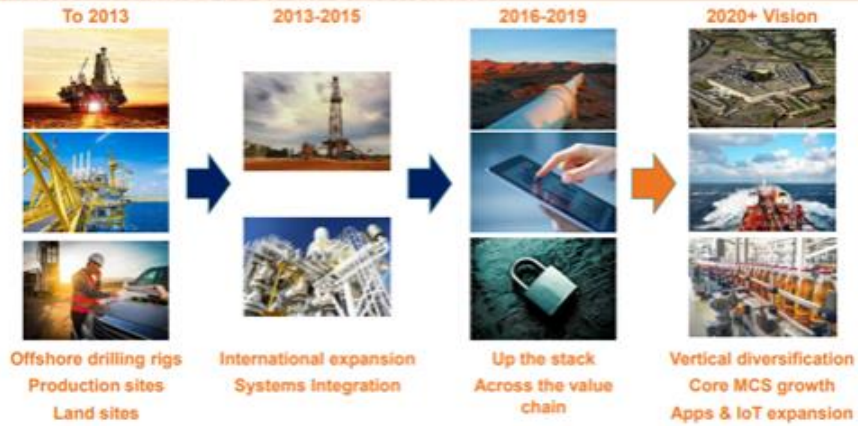 To 2013
2013-2015
2016-2019
2020+ Vision
Offshore drilling rigs
Production sites
Land sites
International expansion
Systems Integration
Up the stack
Across the value
chain
Vertical diversification
Core MCS growth
Apps & IoT expansion